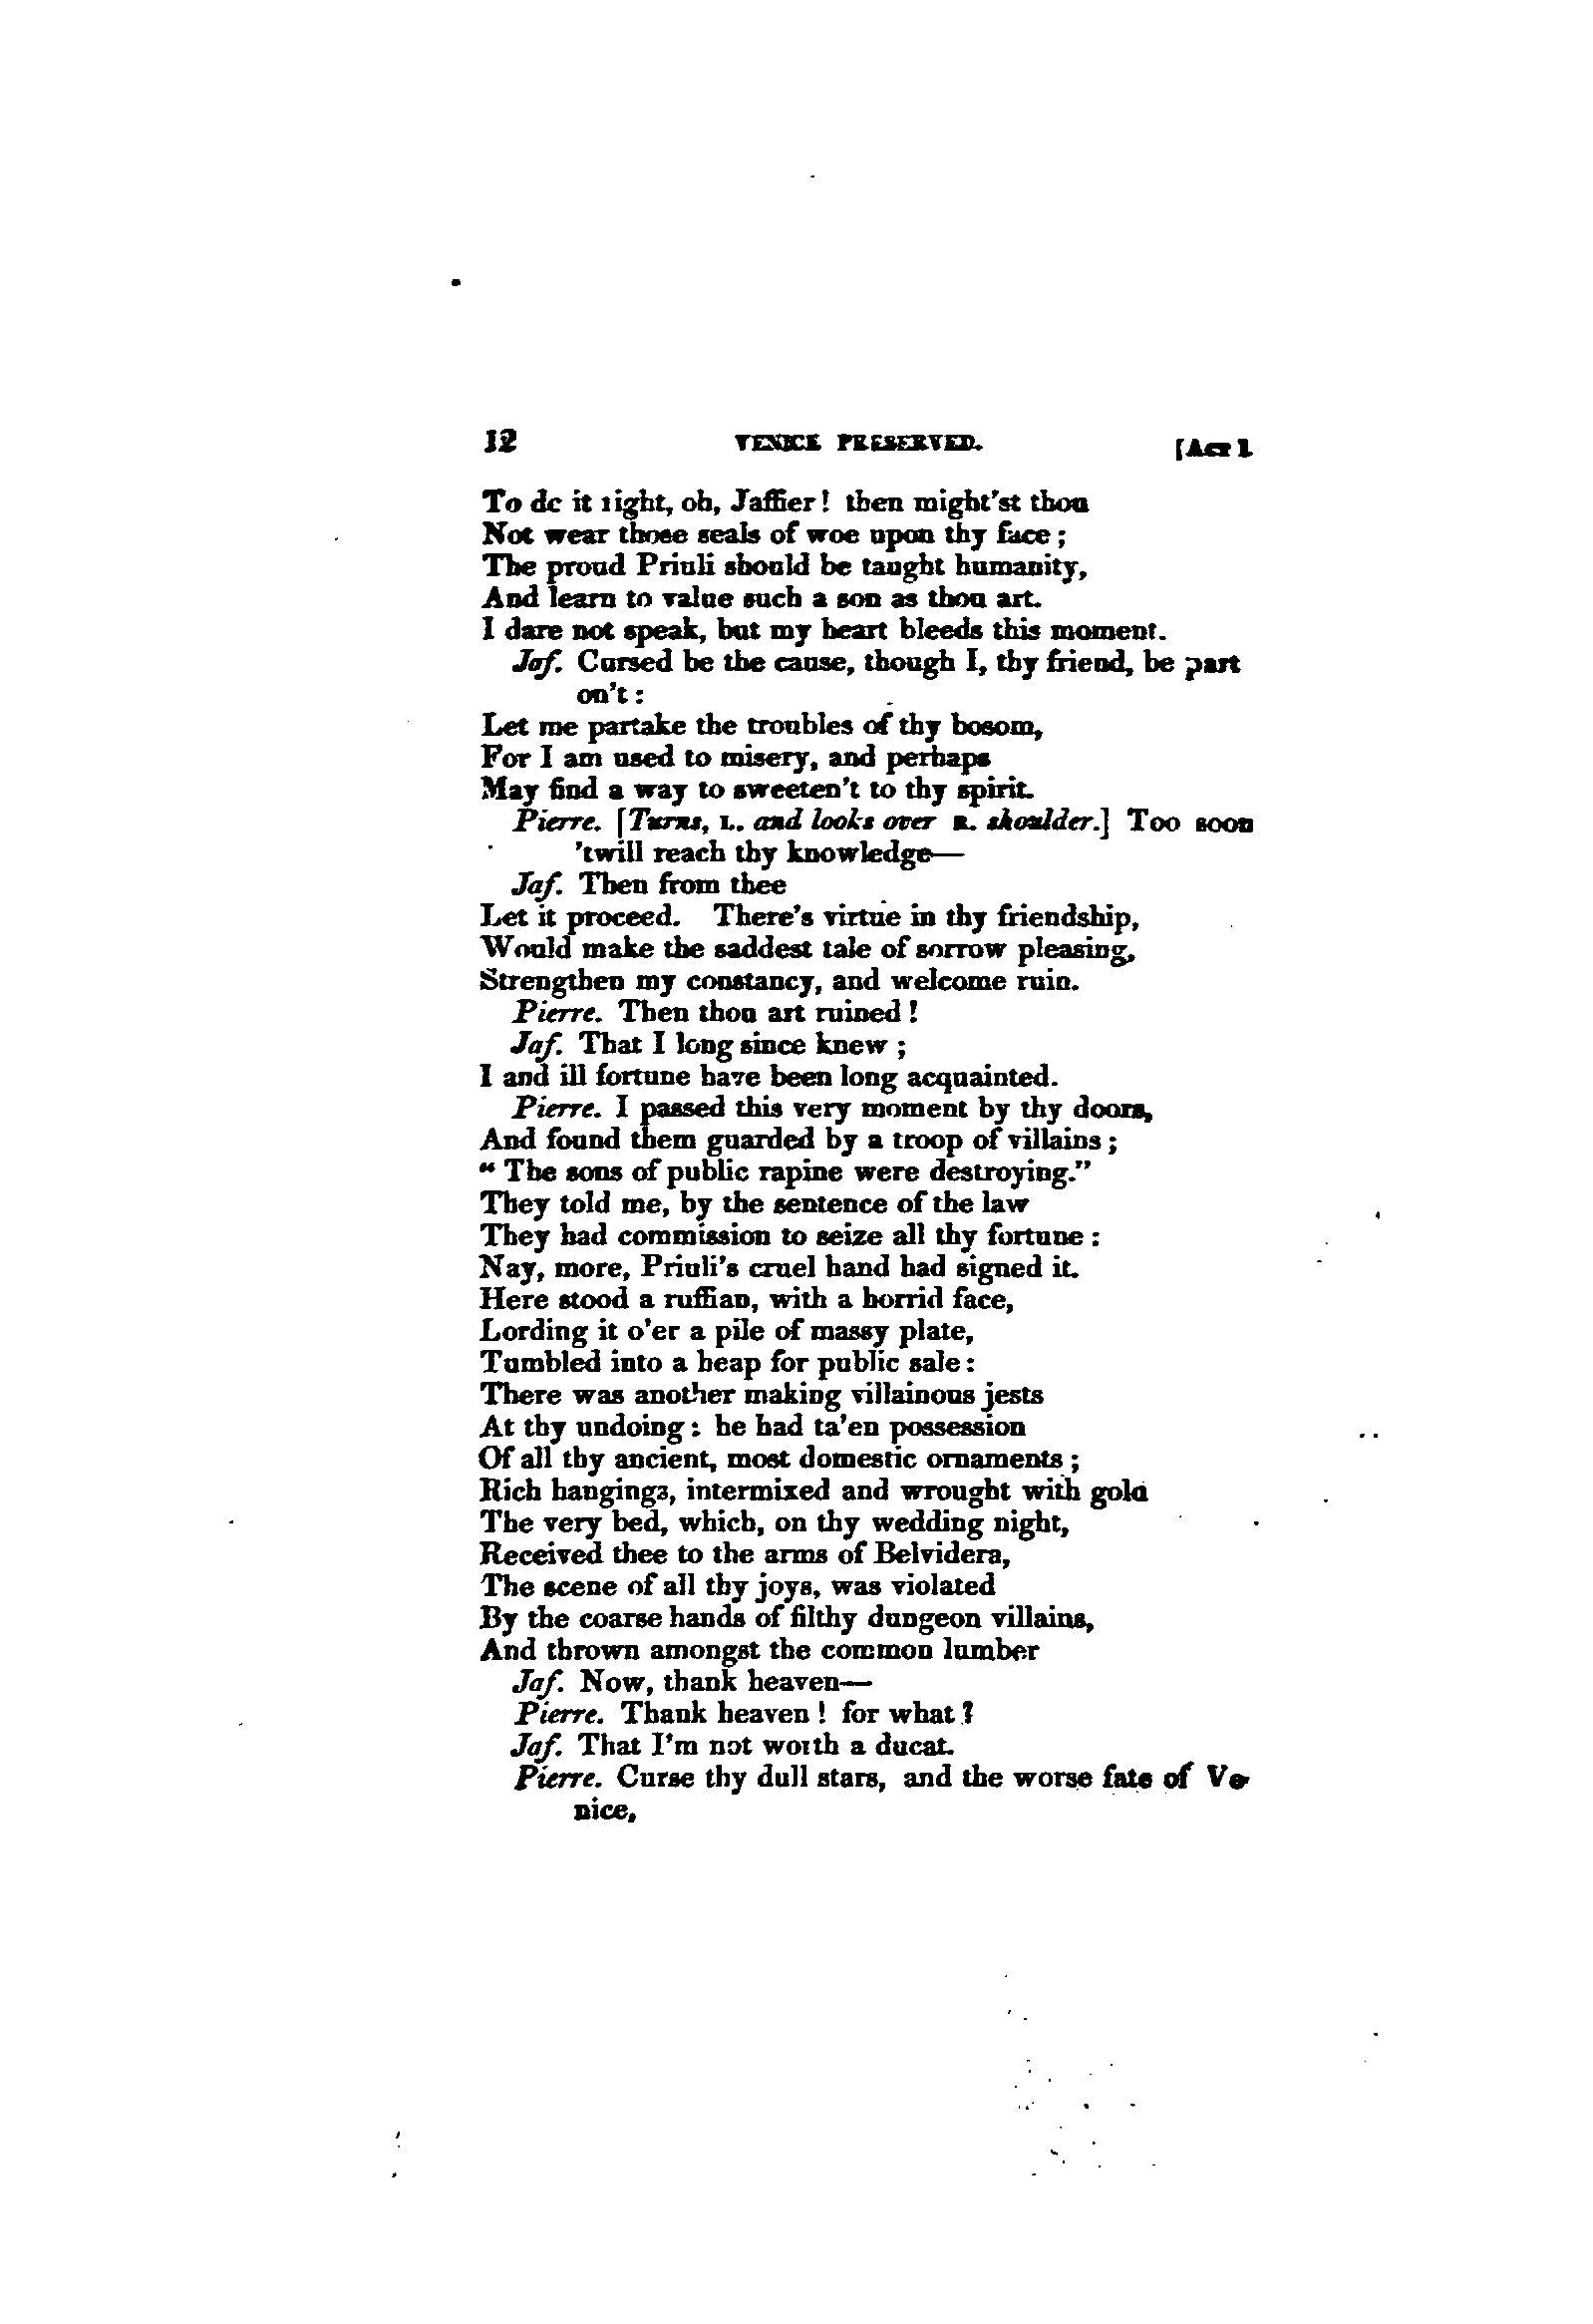 12 VENICE PRESERVED. [Act I.
To do it right, oh, Jaffier! then might'st thou
Not wear those seals of woe upon thy face;
The proud Priuli should be taught humanity,
And learn to value such a son as thou art.
I dare not speak, but my heart bleeds this moment.
Jaf. Cursed be the cause, though I, thy friend, be part
on't:
Let me partake the troubles of thy bosom,
For I am used to misery, and perhaps
May find a way to sweeten't to thy spirit.
Pierre. [Turns, L. and looks over R. shoulder.] Too soon
'twill reach thy knowledge—
Jaf. Then from thee
Let it proceed. There's virtue in thy friendship,
Would make the saddest tale of sorrow pleasing,
Strengthen my constancy, and welcome ruin.
Pierre. Then thou art ruined!
Jaf. That I long since knew;
I and ill fortune have been long acquainted.
Pierre. I passed this very moment by thy doors,
And found them guarded by a troop of villains;
“ The sons of public rapine were destroying.”
They told me, by the sentence of the law
They had commission to seize all thy fortune:
Nay, more, Priuli's cruel hand had signed it.
Here stood a ruffian, with a horrid face,
Lording it o'er a pile of massy plate,
Tumbled into a heap for public sale:
There was another making villainous jests
At thy undoing: he had ta'en possession
Of all thy ancient, most domestic ornaments;
Rich hangings, intermixed and wrought with gold
The very bed, which, on thy wedding night,
Received thee to the arms of Belvidera,
The scene of all thy joys, was violated
By the coarse hands of filthy dungeon villains,
And thrown amongst the common lumber
Jaf. Now, thank heaven—
Pierre. Thank heaven! for what?
Jaf. That I'm not worth a ducat.
Pierre. Curse thy dull stars, and the worse fate of Ve-
nice,